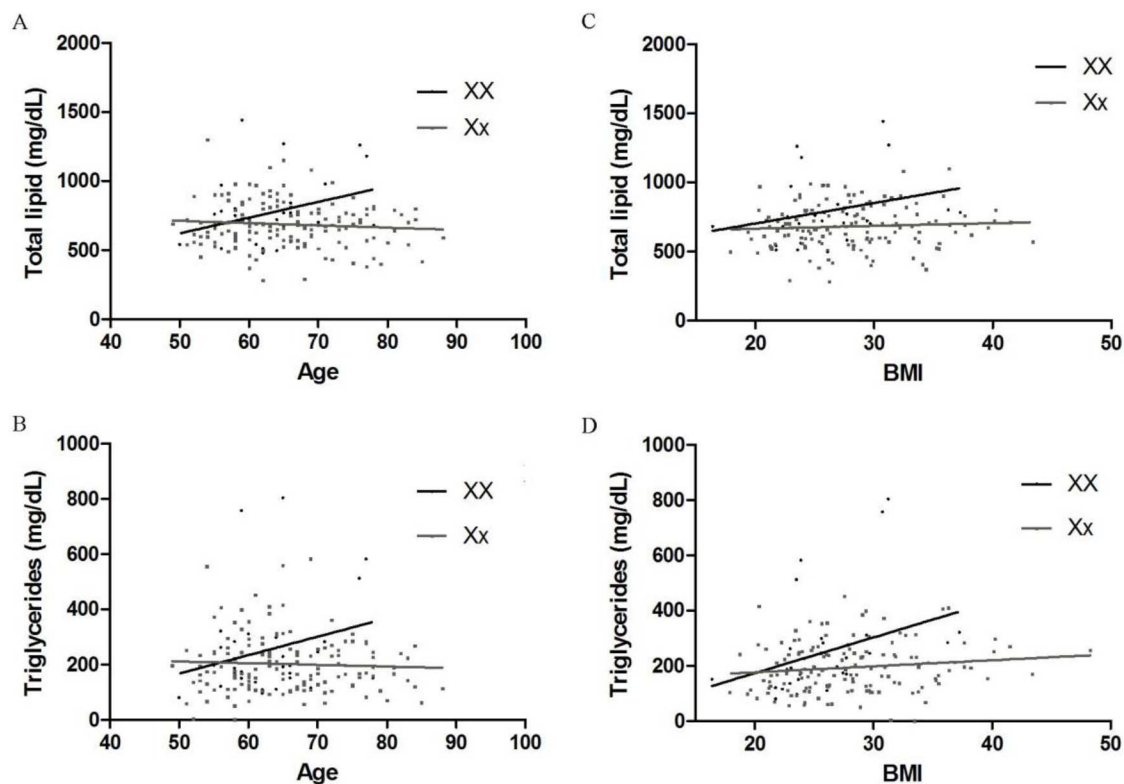 A
Total lipid (mg/dL)
2000
1500
1000
500
0
40 50 60 70 80 90 100
Age
XX
Xx
C
Total lipid (mg/dL)
2000
1500
1000
500
0
20 30 40 50
BMI
XX
Xx
B
Triglycerides (mg/dL)
1000
800
600
400
200
0
40 50 60 70 80 90 100
Age
XX
Xx
D
Triglycerides (mg/dL)
1000
800
600
400
200
0
20 30 40 50
BMI
XX
Xx